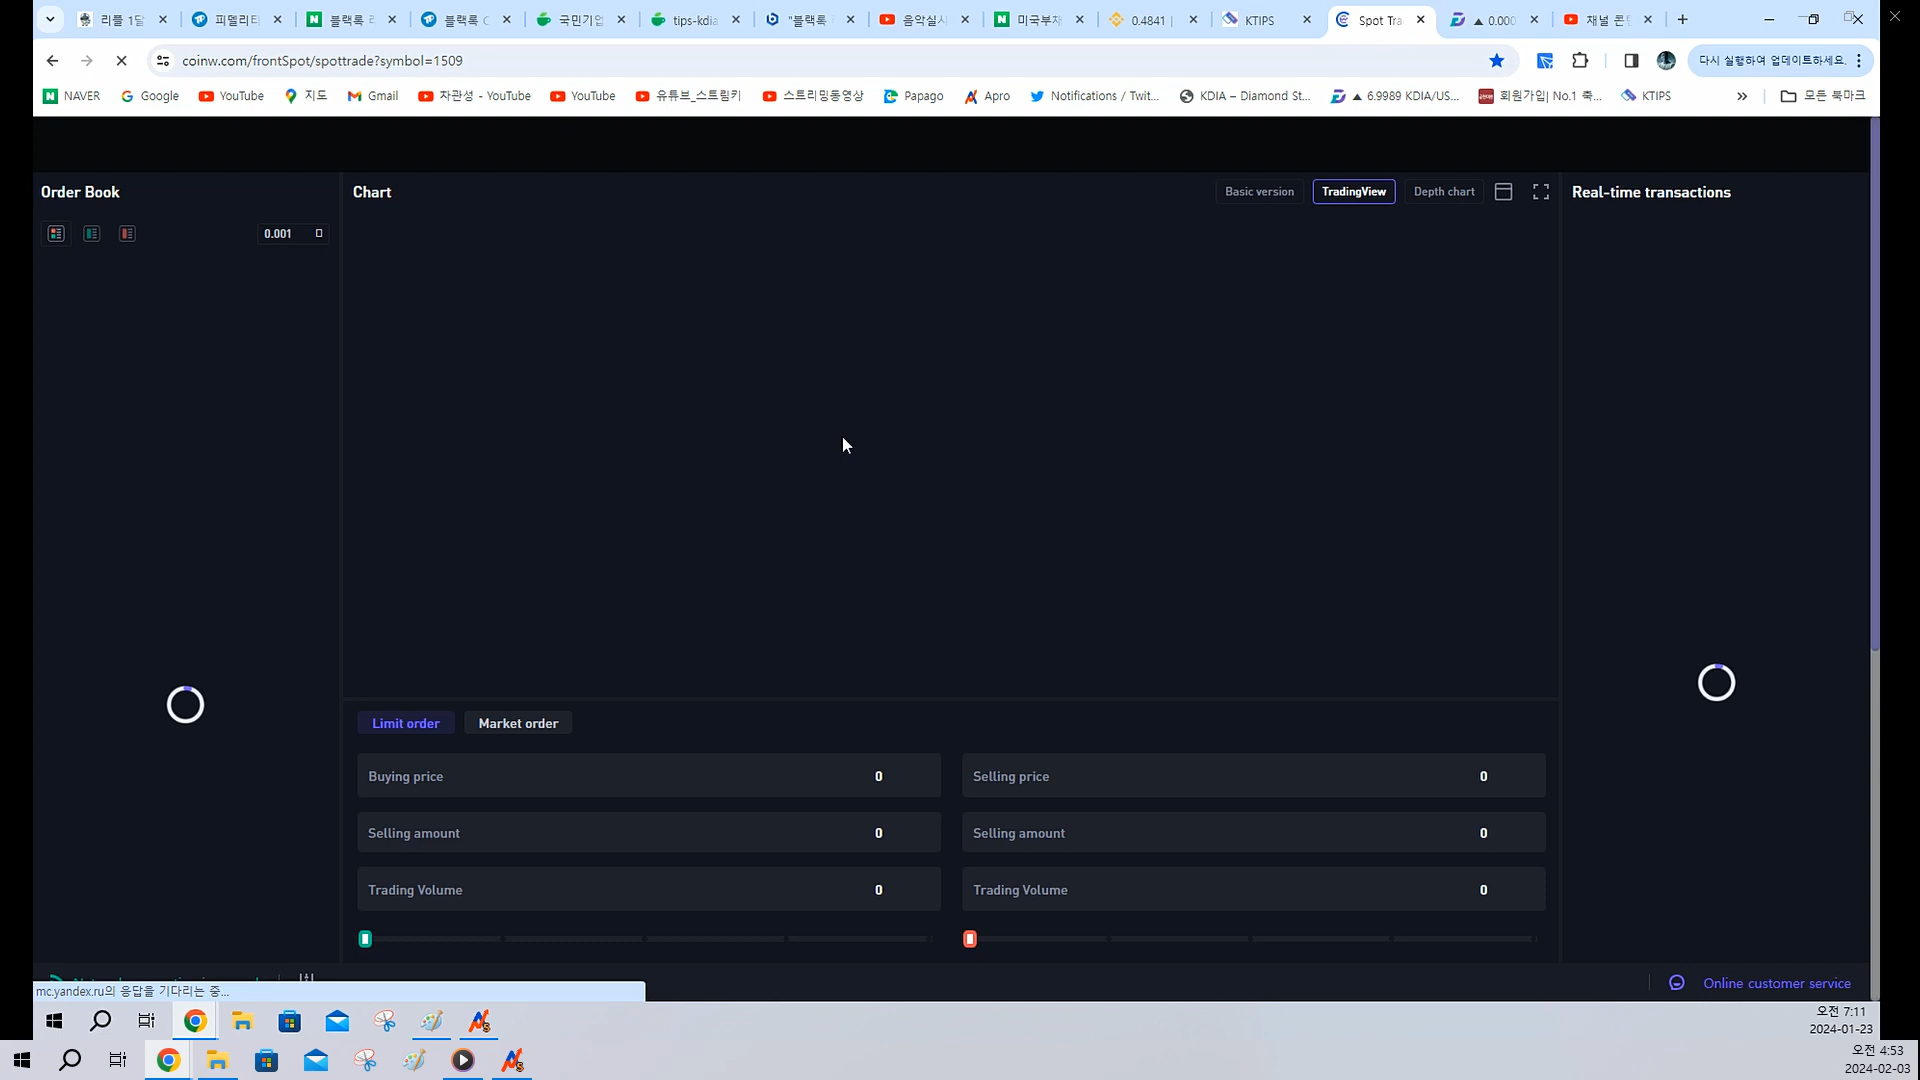 리플 1달
피델리티
블랙록
블랙록
국민기업
tips-kdia
"블랙록
음악실시
미국부채
0.4841 |
KTIPS
Spot Tra
▲ 0.000
채널 콘텐
coinw.com/frontSpot/spottrade?symbol=1509
다시 실행하여 업데이트하세요.
NAVER
Google
YouTube
지도
Gmail
차관성 - YouTube
YouTube
유튜브_스트림키
스트리밍동영상
Papago
Apro
Notifications / Twit...
KDIA – Diamond St...
▲ 6.9989 KDIA/US...
회원가입| No.1 축...
KTIPS
모든 북마크
Order Book
Chart
Basic version
TradingView
Depth chart
Real-time transactions
0.001
Limit order
Market order
Buying price 0
Selling price 0
Selling amount 0
Selling amount 0
Trading Volume 0
Trading Volume 0
Online customer service
mc.yandex.ru의 응답을 기다리는 중...
오전 7:11
2024-01-23
오전 4:53
2024-02-03